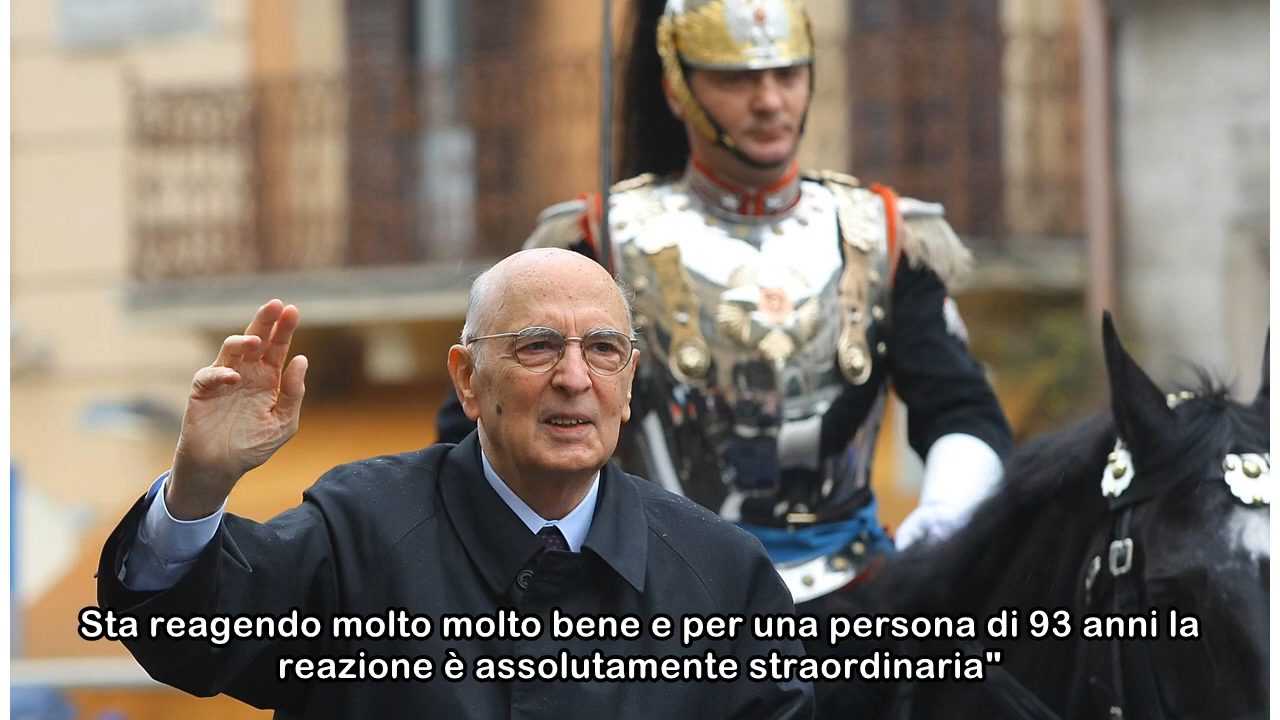 Sta reagendo molto molto bene e per una persona di 93 anni la
reazione è assolutamente straordinaria"